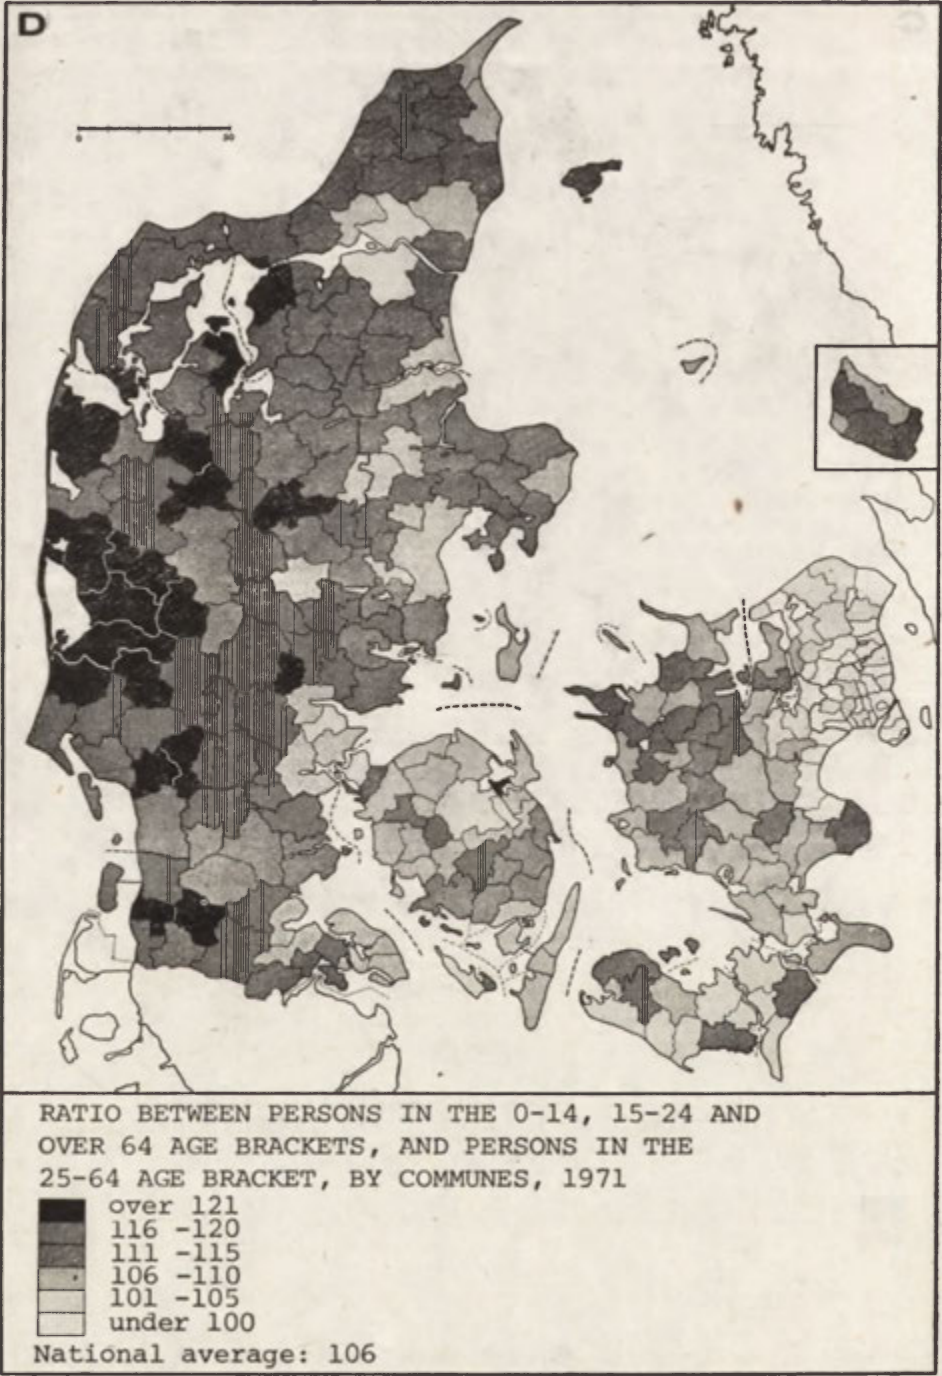 D
0 50
RATIO BETWEEN PERSONS IN THE 0-14, 15-24 AND
OVER 64 AGE BRACKETS, AND PERSONS IN THE
25-64 AGE BRACKET, BY COMMUNES, 1971
over 121
116 -120
111 -115
106 -110
101 -105
under 100
National average: 106